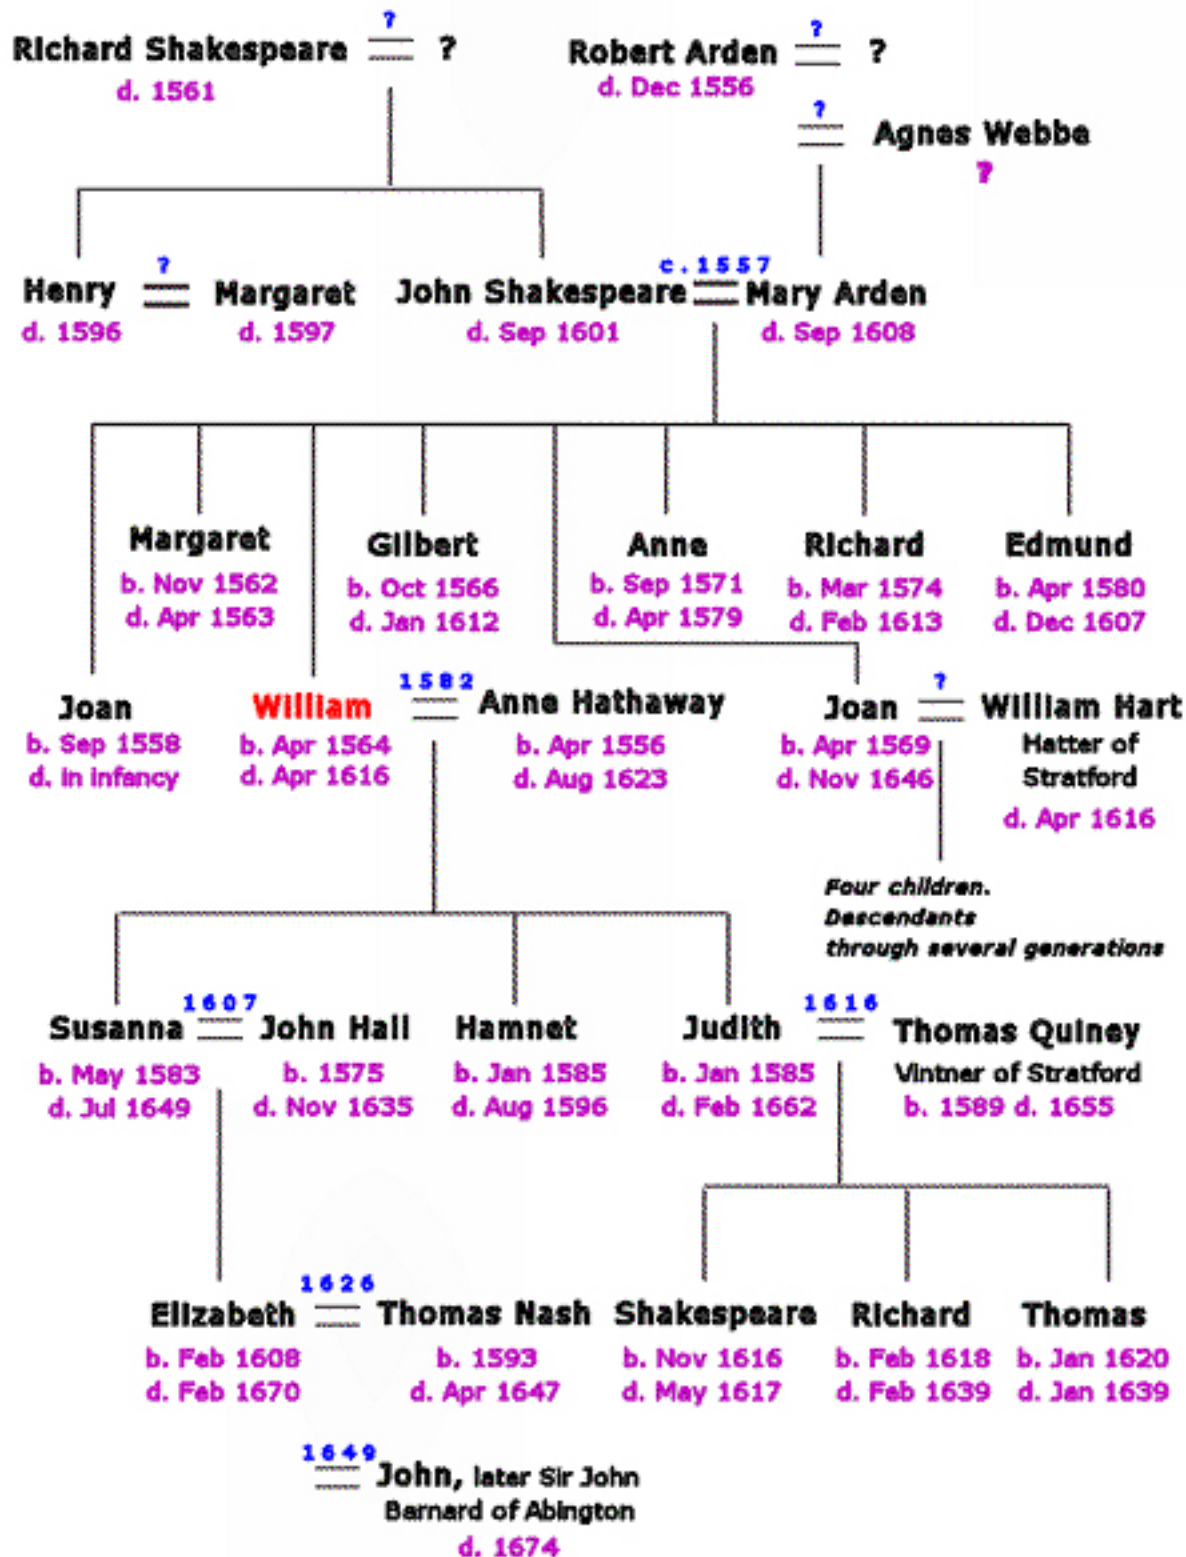 ?
Richard Shakespeare ?
d. 1561
?
Robert Arden ?
d. Dec 1556
?
Agnes Webbe
?
?
Henry Margaret
d. 1596 d. 1597
c.1557
John Shakespeare Mary Arden
d. Sep 1601 d. Sep 1608
Margaret
b. Nov 1562
d. Apr 1563
Gilbert
b. Oct 1566
d. Jan 1612
Anne
b. Sep 1571
d. Apr 1579
Richard
b. Mar 1574
d. Feb 1613
Edmund
b. Apr 1580
d. Dec 1607
Joan
b. Sep 1558
d. in infancy
1582
William Anne Hathaway
b. Apr 1564 b. Apr 1556
d. Apr 1616 d. Aug 1623
?
Joan William Hart
b. Apr 1569 Hatter of
d. Nov 1646 Stratford
d. Apr 1616
Four children.
Descendants
through several generations
1607
Susanna John Hall
b. May 1583 b. 1575
d. Jul 1649 d. Nov 1635
Hamnet
b. Jan 1585
d. Aug 1596
1616
Judith Thomas Quiney
b. Jan 1585 Vintner of Stratford
d. Feb 1662 b. 1589 d. 1655
1626
Elizabeth Thomas Nash
b. Feb 1608 b. 1593
d. Feb 1670 d. Apr 1647
Shakespeare
b. Nov 1616
d. May 1617
Richard
b. Feb 1618
d. Feb 1639
Thomas
b. Jan 1620
d. Jan 1639
1649
John, later Sir John
Barnard of Abington
d. 1674